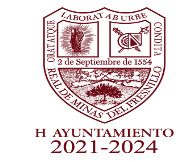 LABORAT AB URBE
ORAT ATQUE
CONDITA
2 de Septiembre de 1554
REAL DE MINAS DEL FRESNILLO
H AYUNTAMIENTO
2021-2024